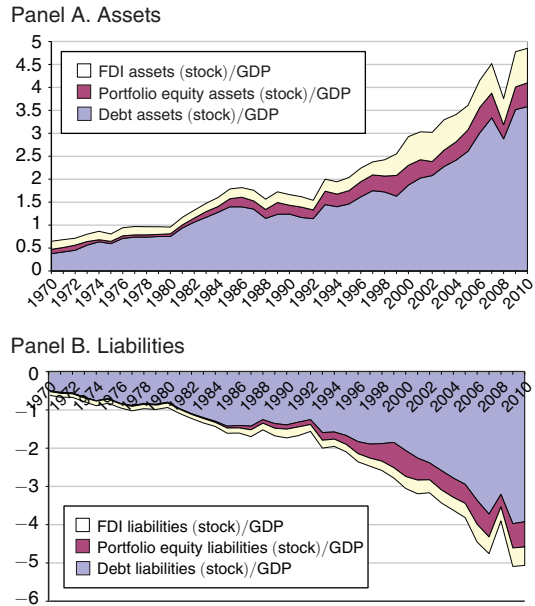 Panel A. Assets
5
4.5
4
3.5
3
2.5
2
1.5
1
0.5
0
FDI assets (stock)/GDP
Portfolio equity assets (stock)/GDP
Debt assets (stock)/GDP
1970 1972 1974 1976 1978 1980 1982 1984 1986 1988 1990 1992 1994 1996 1998 2000 2002 2004 2006 2008 2010
Panel B. Liabilities
0
1970 1972 1974 1976 1978 1980 1982 1984 1986 1988 1990 1992 1994 1996 1998 2000 2002 2004 2006 2008 2010
−1
−2
−3
−4
−5
−6
FDI liabilities (stock)/GDP
Portfolio equity liabilities (stock)/GDP
Debt liabilities (stock)/GDP